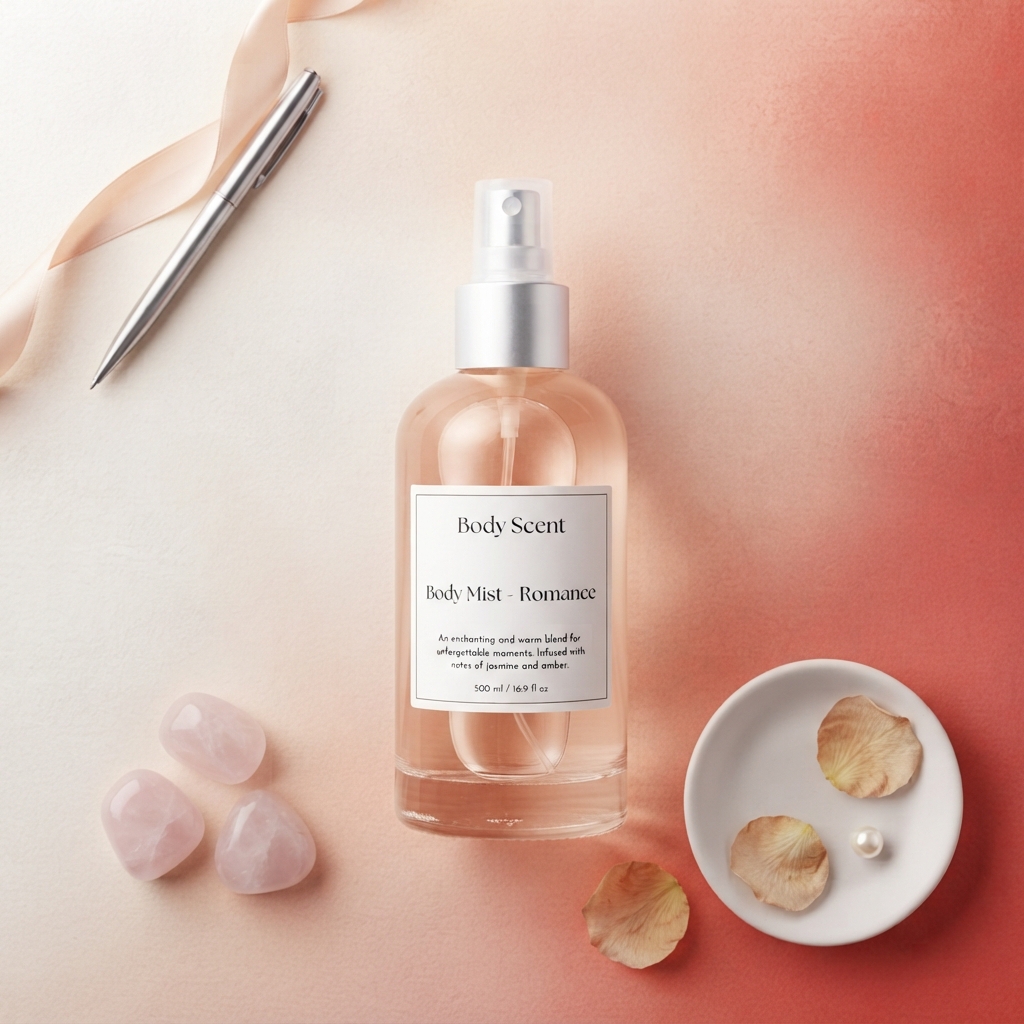 Body Scent
Body Mist - Romance
An enchanting and warm blend for
unforgettable moments. Infused with
notes of jasmine and amber.
500 ml / 16.9 fl oz